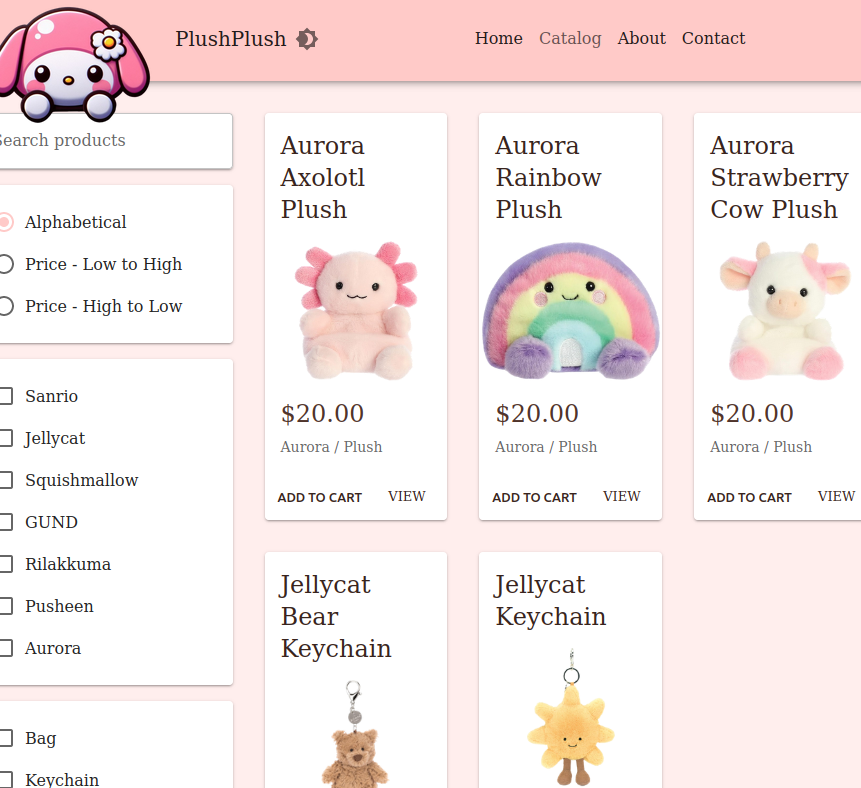 PlushPlush
Home Catalog About Contact
Search products
Alphabetical
Price - Low to High
Price - High to Low
Sanrio
Jellycat
Squishmallow
GUND
Rilakkuma
Pusheen
Aurora
Bag
Keychain
Aurora
Axolotl
Plush
$20.00
Aurora / Plush
ADD TO CART VIEW
Aurora
Rainbow
Plush
$20.00
Aurora / Plush
ADD TO CART VIEW
Aurora
Strawberry
Cow Plush
$20.00
Aurora / Plush
ADD TO CART VIEW
Jellycat
Bear
Keychain
Jellycat
Keychain